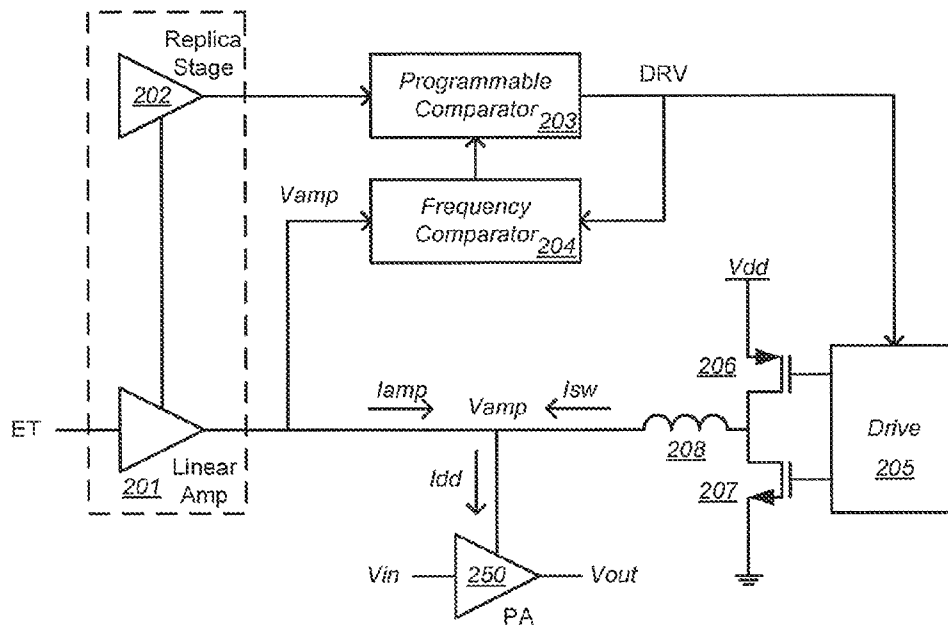 Replica
Stage
202
Programmable
Comparator
203
DRV
Vamp
Frequency
Comparator
204
Vdd
206
Iamp
Vamp
Isw
ET
208
Drive
205
201
Linear
Amp
Idd
207
Vin
250
Vout
PA